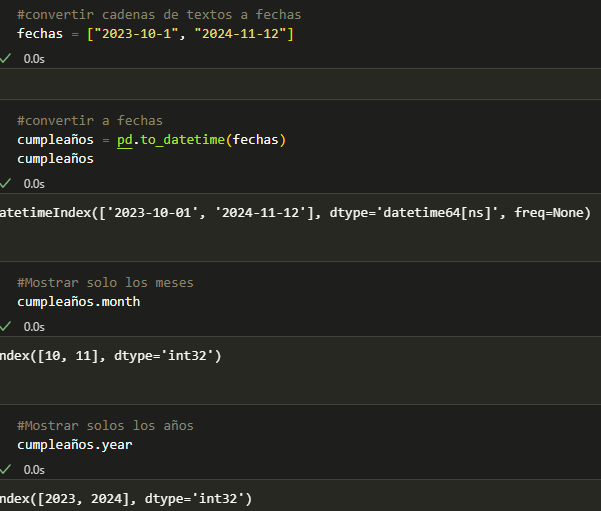 #convertir cadenas de textos a fechas
fechas = ["2023-10-1", "2024-11-12"]
0.0s
#convertir a fechas
cumpleaños = pd.to_datetime(fechas)
cumpleaños
0.0s
atetimeIndex(['2023-10-01', '2024-11-12'], dtype='datetime64[ns]', freq=None)
#Mostrar solo los meses
cumpleaños.month
0.0s
ndex([10, 11], dtype='int32')
#Mostrar solos los años
cumpleaños.year
0.0s
ndex([2023, 2024], dtype='int32')